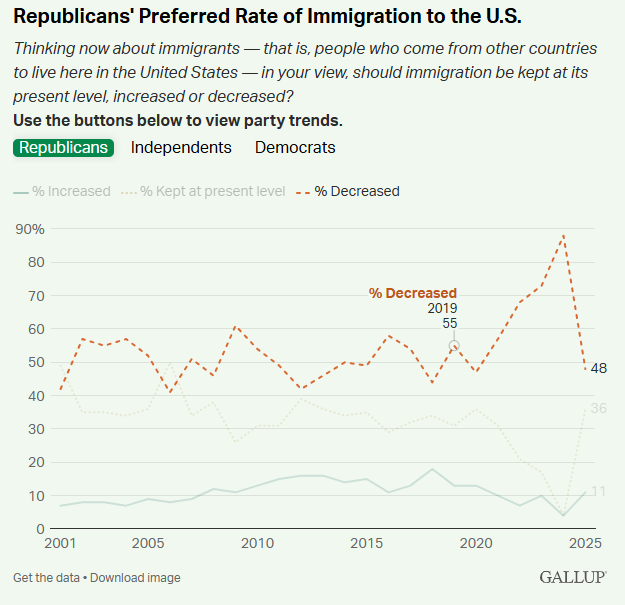 Republicans' Preferred Rate of Immigration to the U.S.
Thinking now about immigrants — that is, people who come from other countries
to live here in the United States — in your view, should immigration be kept at its
present level, increased or decreased?
Use the buttons below to view party trends.
Republicans Independents Democrats
% Increased % Kept at present level % Decreased
90%
80
70
% Decreased
2019
60
55
50
48
40
36
30
20
10
11
0
2001 2005 2010 2015 2020 2025
Get the data • Download image
GALLUP®